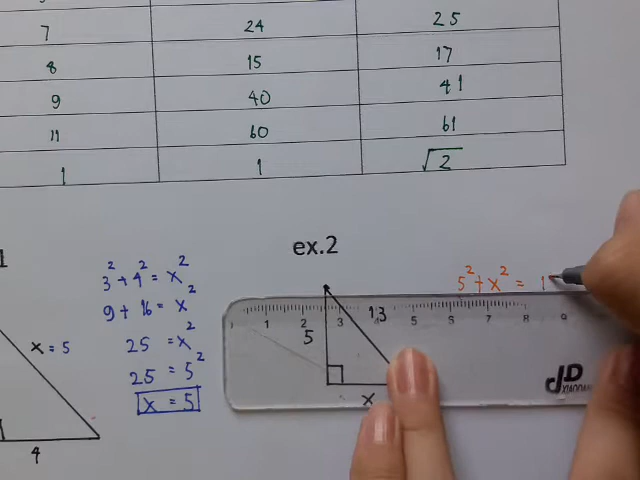 7 24 25
8 15 17
9 40 41
11 60 61
1 1 √2
1
ex.2
3² + 4² = x²
9 + 16 = x²
25 = x²
25 = 5²
x = 5
x = 5
4
5² + x² = 1
5
13
x
1 2 3 4 5 6 7 8 9